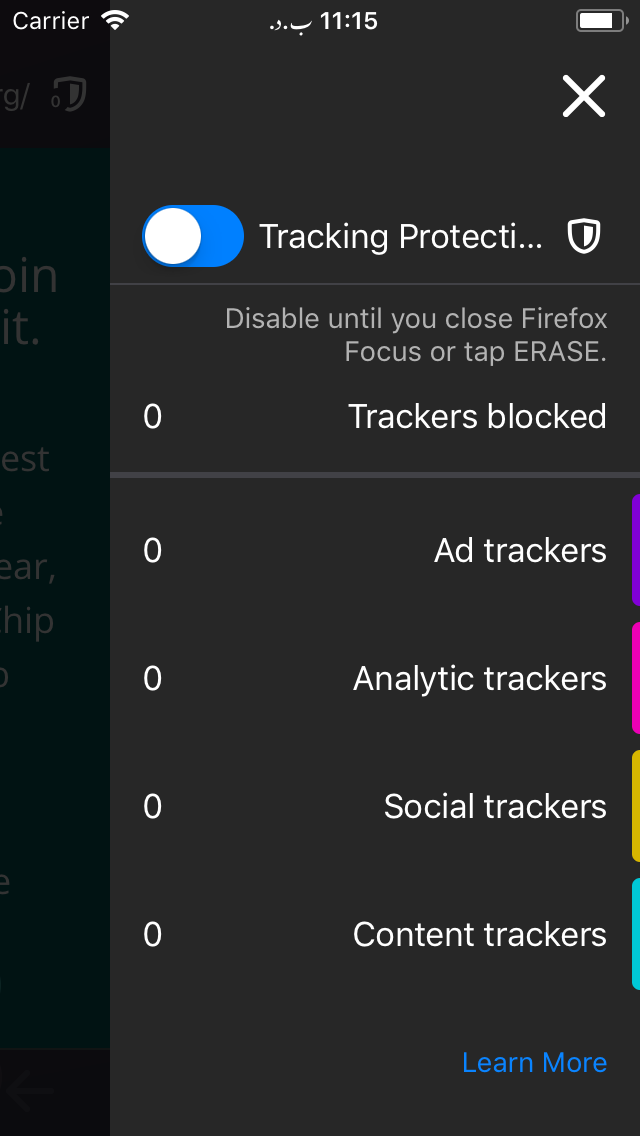 Carrier
11:15 ب.د.
rg/
0
oin
it.
est
e
ear,
hip
e
Tracking Protecti...
Disable until you close Firefox
Focus or tap ERASE.
0 Trackers blocked
0 Ad trackers
0 Analytic trackers
0 Social trackers
0 Content trackers
Learn More